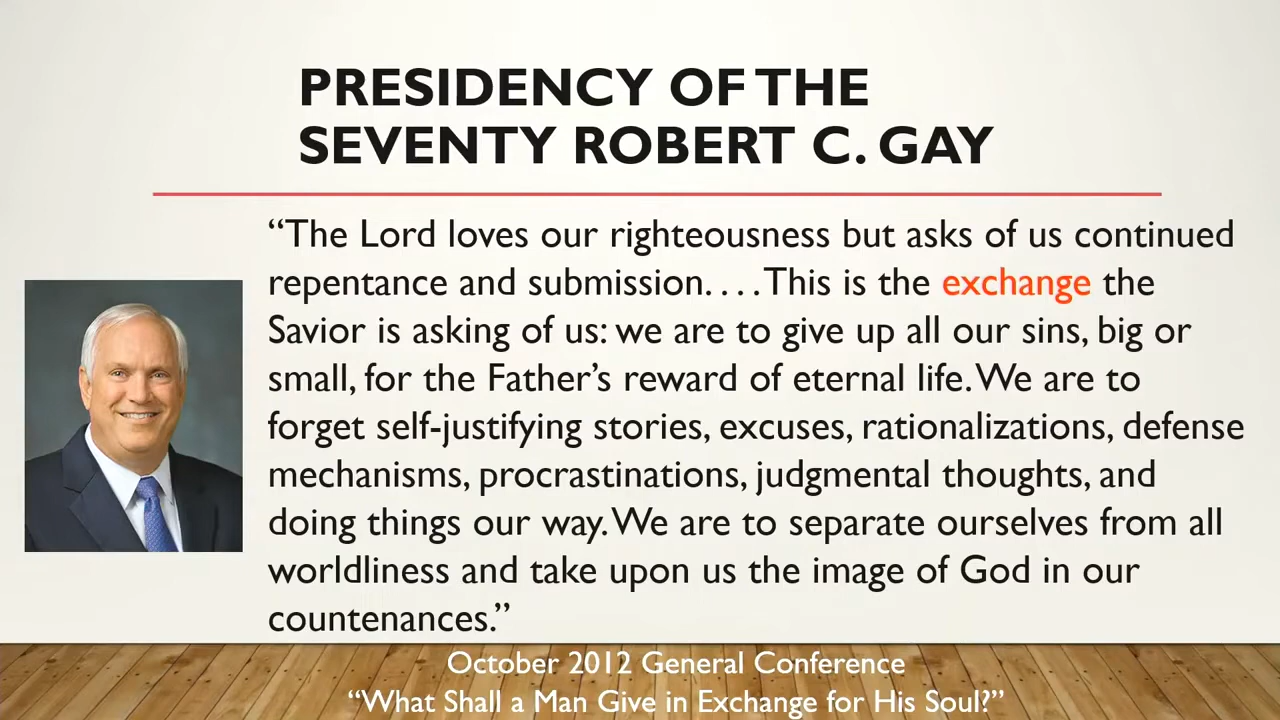 PRESIDENCY OF THE
SEVENTY ROBERT C. GAY
“The Lord loves our righteousness but asks of us continued
repentance and submission. . . . This is the exchange the
Savior is asking of us: we are to give up all our sins, big or
small, for the Father’s reward of eternal life. We are to
forget self-justifying stories, excuses, rationalizations, defense
mechanisms, procrastinations, judgmental thoughts, and
doing things our way. We are to separate ourselves from all
worldliness and take upon us the image of God in our
countenances.”
October 2012 General Conference
“What Shall a Man Give in Exchange for His Soul?”